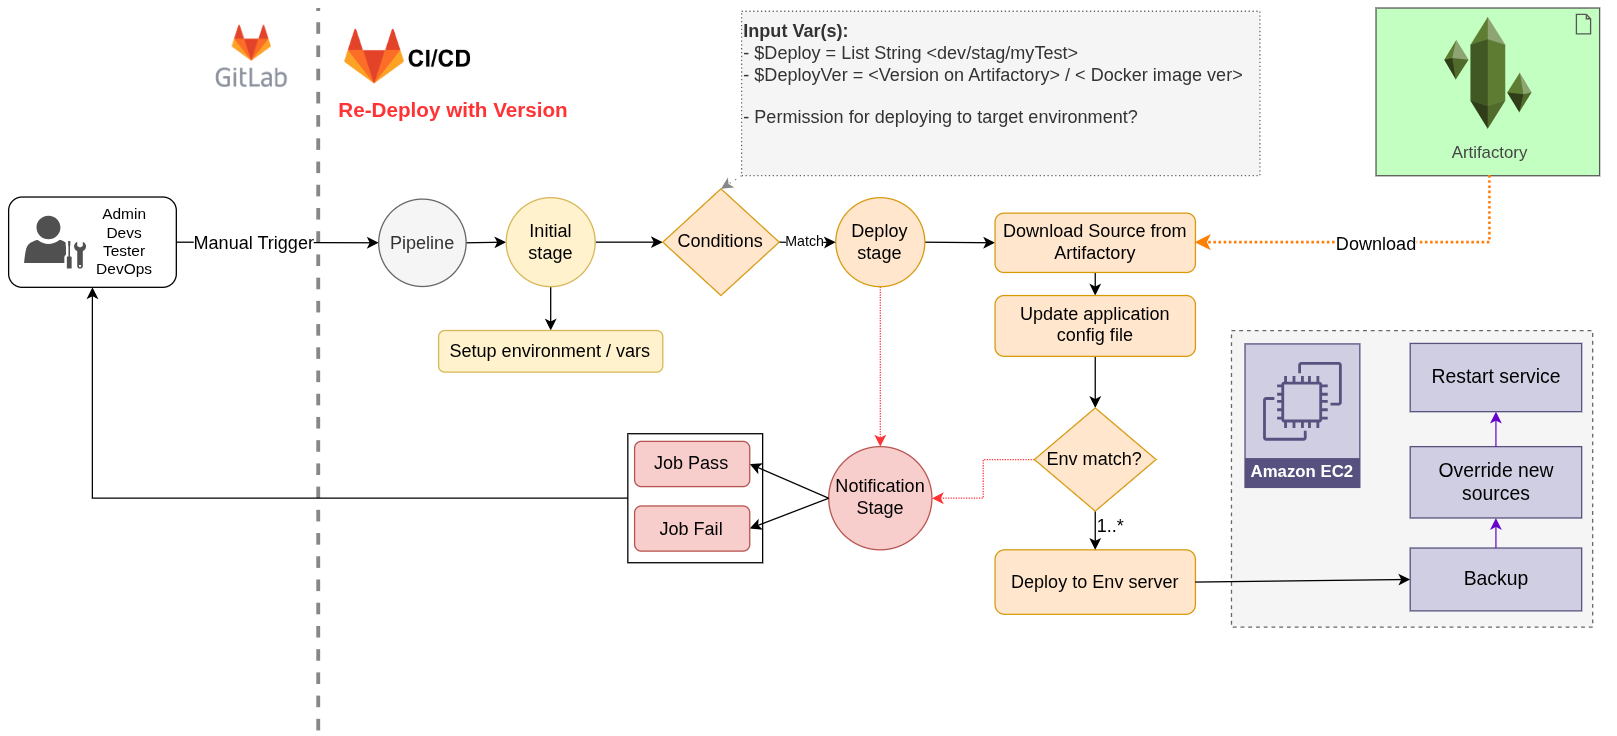 GitLab
CI/CD
Re-Deploy with Version
Input Var(s):
- $Deploy = List String <dev/stag/myTest>
- $DeployVer = <Version on Artifactory> / < Docker image ver>
- Permission for deploying to target environment?
Artifactory
Admin
Devs
Tester
DevOps
Manual Trigger
Pipeline
Initial
stage
Conditions
Match
Deploy
stage
Download Source from
Artifactory
Download
Setup environment / vars
Update application
config file
Env match?
1..*
Deploy to Env server
Notification
Stage
Job Pass
Job Fail
Amazon EC2
Restart service
Override new
sources
Backup